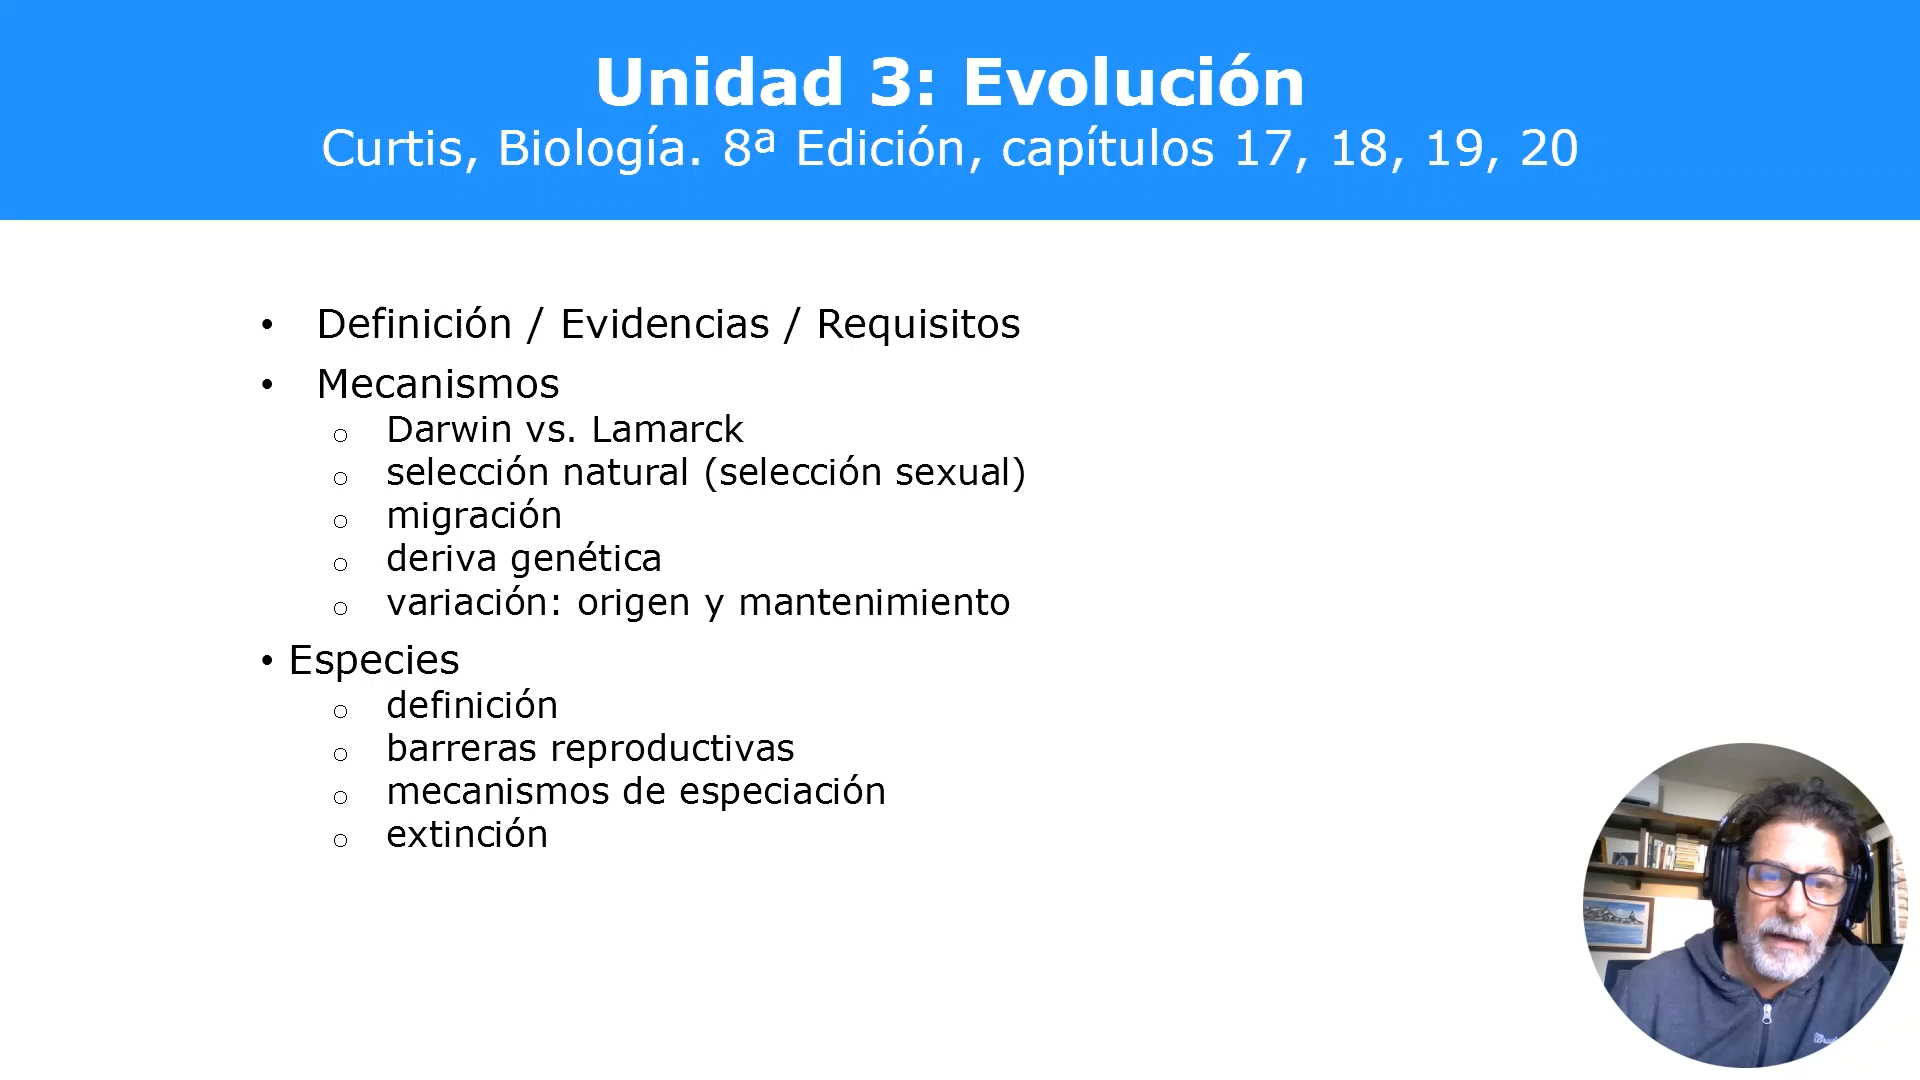 Unidad 3: Evolución
Curtis, Biología. 8ª Edición, capítulos 17, 18, 19, 20
• Definición / Evidencias / Requisitos
• Mecanismos
o Darwin vs. Lamarck
o selección natural (selección sexual)
o migración
o deriva genética
o variación: origen y mantenimiento
• Especies
o definición
o barreras reproductivas
o mecanismos de especiación
o extinción